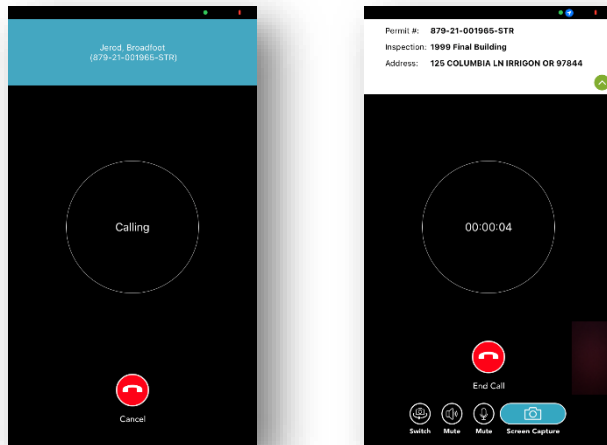 Jerod, Broadfoot
(879-21-001965-STR)
Calling
Cancel
Permit #: 879-21-001965-STR
Inspection: 1999 Final Building
Address: 125 COLUMBIA LN IRRIGON OR 97844
00:00:04
End Call
Switch Mute Mute Screen Capture